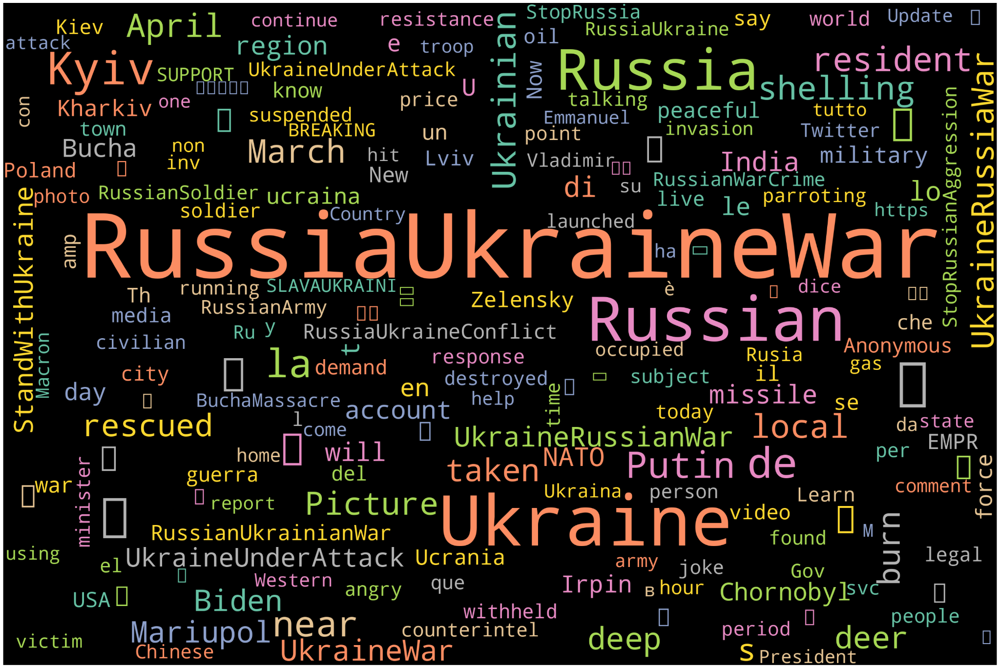 Kiev April continue resistance StopRussia say world Update
attack region e troop Ukrainian oil RussiaUkraine
Kyiv SUPPORT UkraineUnderAttack Russia resident
know U Now shelling UkraineRussiaWar
con Kharkiv one price talking
town suspended Emmanuel peaceful tutto StopRussianAggression
BREAKING un point invasion Twitter
Bucha non March hit Lviv Vladimir India military
Poland inv New
StandWithUkraine photo RussianSoldier ucraina di su RussianWarCrime lo
soldier Country launched live le parroting https
amp RussiaUkraineWar ha
Th running SLAVAUKRAINI Zelensky è dice
media RussianArmy Russian che
civilian Ru y RussiaUkraineConflict Anonymous
Macron t response occupied Rusia
city la demand il gas
day en destroyed subject missile
BuchaMassacre account help time today se
rescued l come local da state
UkraineRussianWar EMPR
home will taken NATO Putin de per
war guerra del force
minister report Picture Ukraine Ukraina person Learn comment
RussianUkrainianWar video found M burn
using el UkraineUnderAttack Ucrania army joke Gov legal
USA Biden Western angry que Irpin в hour Chornobyl svc
Mariupol near withheld period people
victim Chinese UkraineWar counterintel deep s President deer